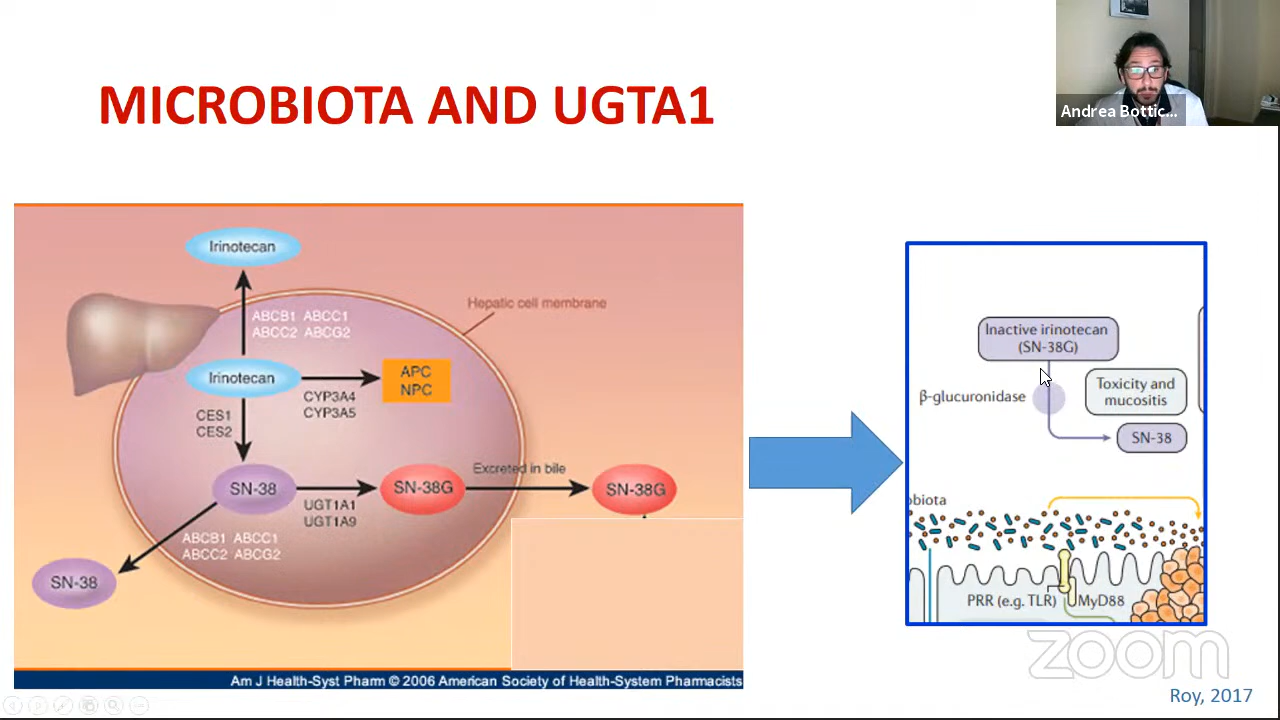 MICROBIOTA AND UGTA1
Andrea Bottic...
Irinotecan
ABCB1 ABCC1
ABCC2 ABCG2
Hepatic cell membrane
Irinotecan
CYP3A4
CYP3A5
APC
NPC
CES1
CES2
SN-38
UGT1A1
UGT1A9
SN-38G
Excreted in bile
SN-38G
ABCB1 ABCC1
ABCC2 ABCG2
SN-38
Am J Health-Syst Pharm © 2006 American Society of Health-System Pharmacists
Inactive irinotecan
(SN-38G)
β-glucuronidase
Toxicity and
mucositis
SN-38
obiota
PRR (e.g. TLR)
MyD88
zoom
Roy, 2017